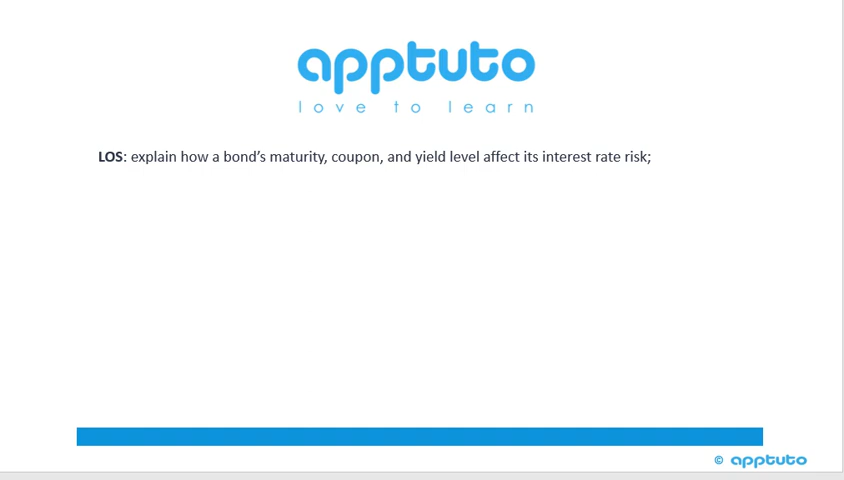 apptuto
love to learn
LOS: explain how a bond’s maturity, coupon, and yield level affect its interest rate risk;
© apptuto